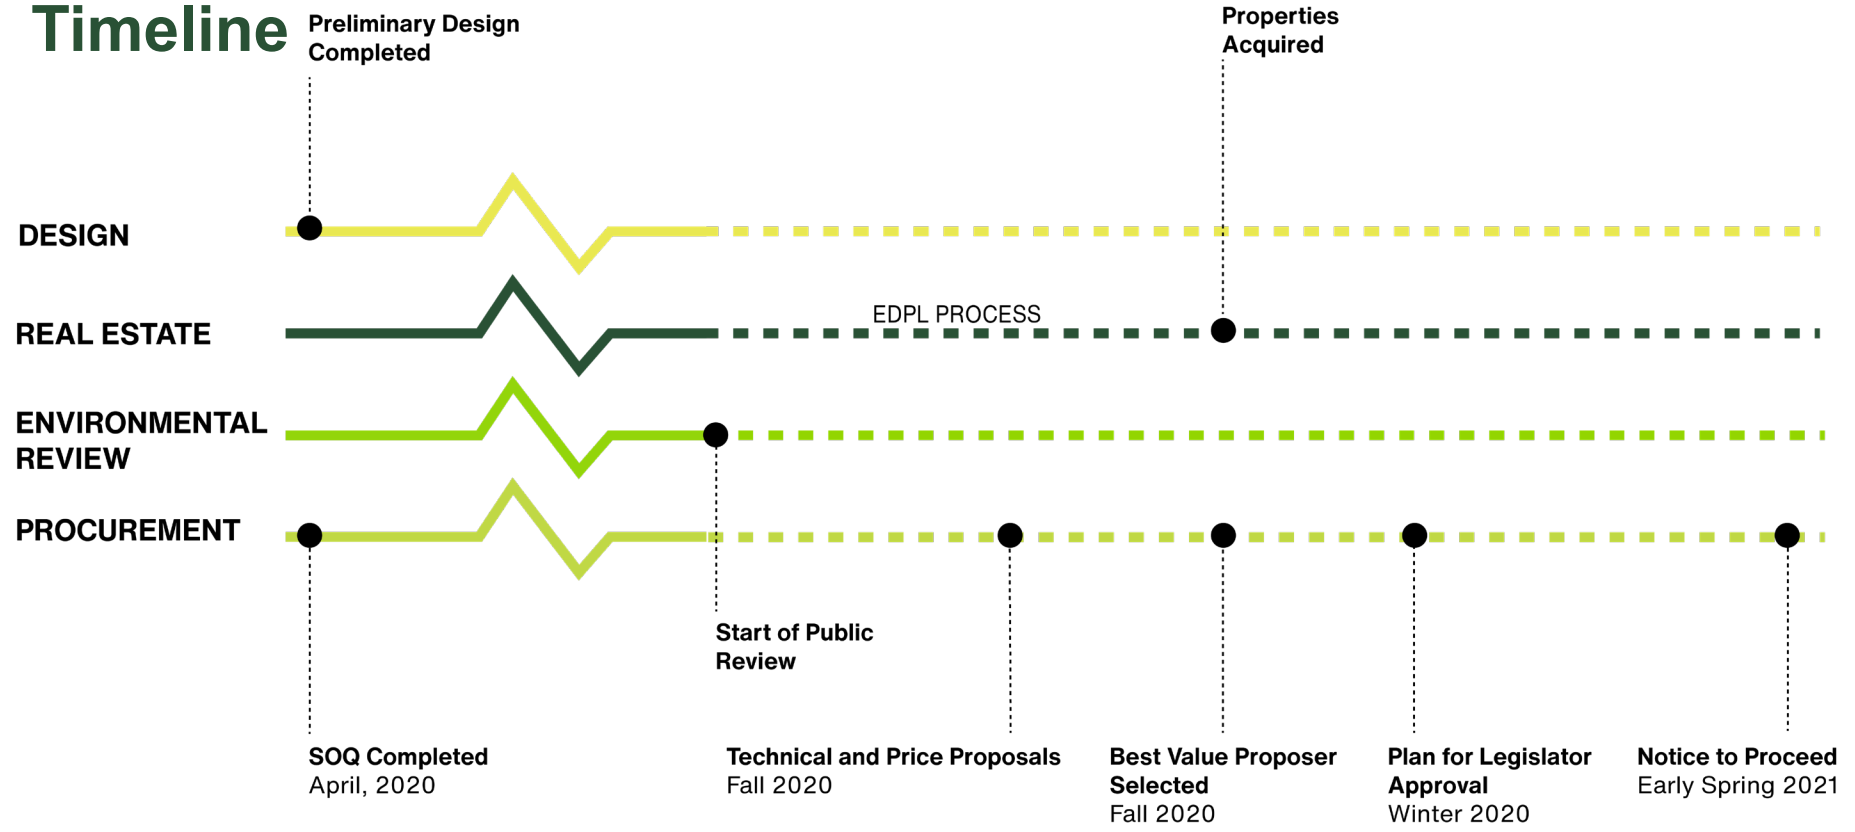 Timeline
Preliminary Design
Completed
Properties
Acquired
DESIGN
REAL ESTATE
EDPL PROCESS
ENVIRONMENTAL
REVIEW
PROCUREMENT
Start of Public
Review
SOQ Completed
April, 2020
Technical and Price Proposals
Fall 2020
Best Value Proposer
Selected
Fall 2020
Plan for Legislator
Approval
Winter 2020
Notice to Proceed
Early Spring 2021